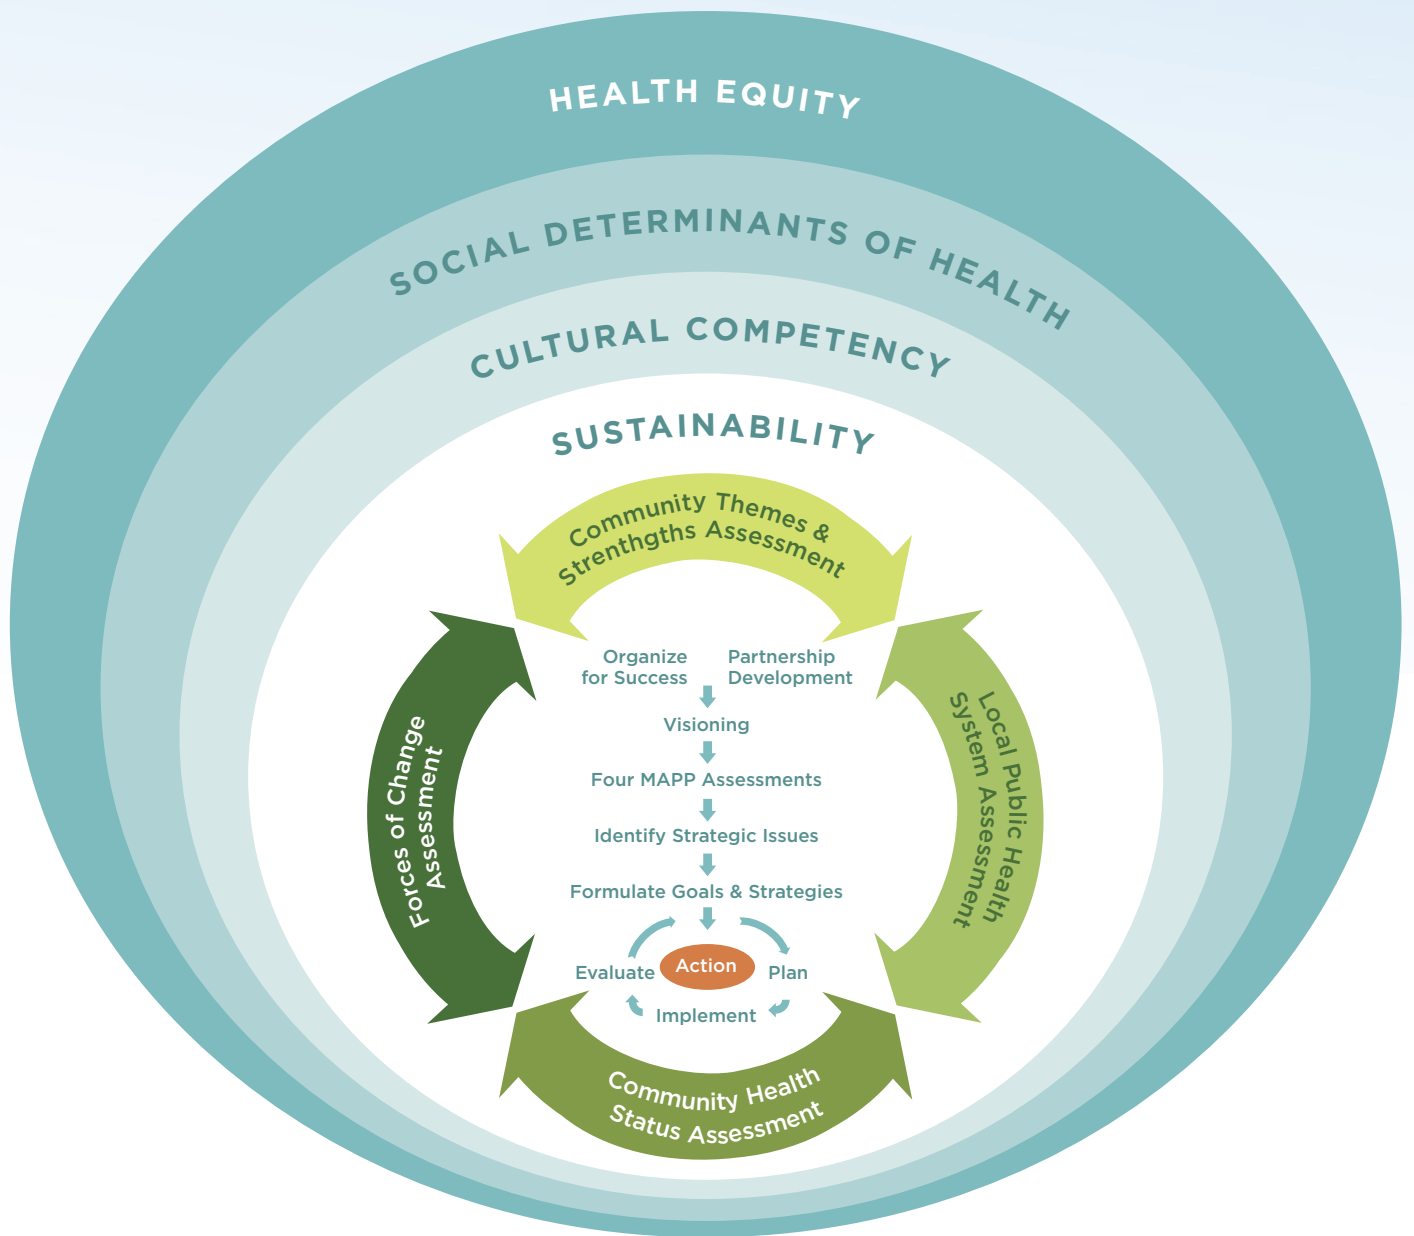 HEALTH EQUITY
SOCIAL DETERMINANTS OF HEALTH
CULTURAL COMPETENCY
SUSTAINABILITY
Community Themes &
Strenthgths Assessment
Organize
for Success
Partnership
Development
Visioning
Four MAPP Assessments
Identify Strategic Issues
Formulate Goals & Strategies
Evaluate
Action
Plan
Implement
Forces of Change
Assessment
Local Public Health
System Assessment
Community Health
Status Assessment